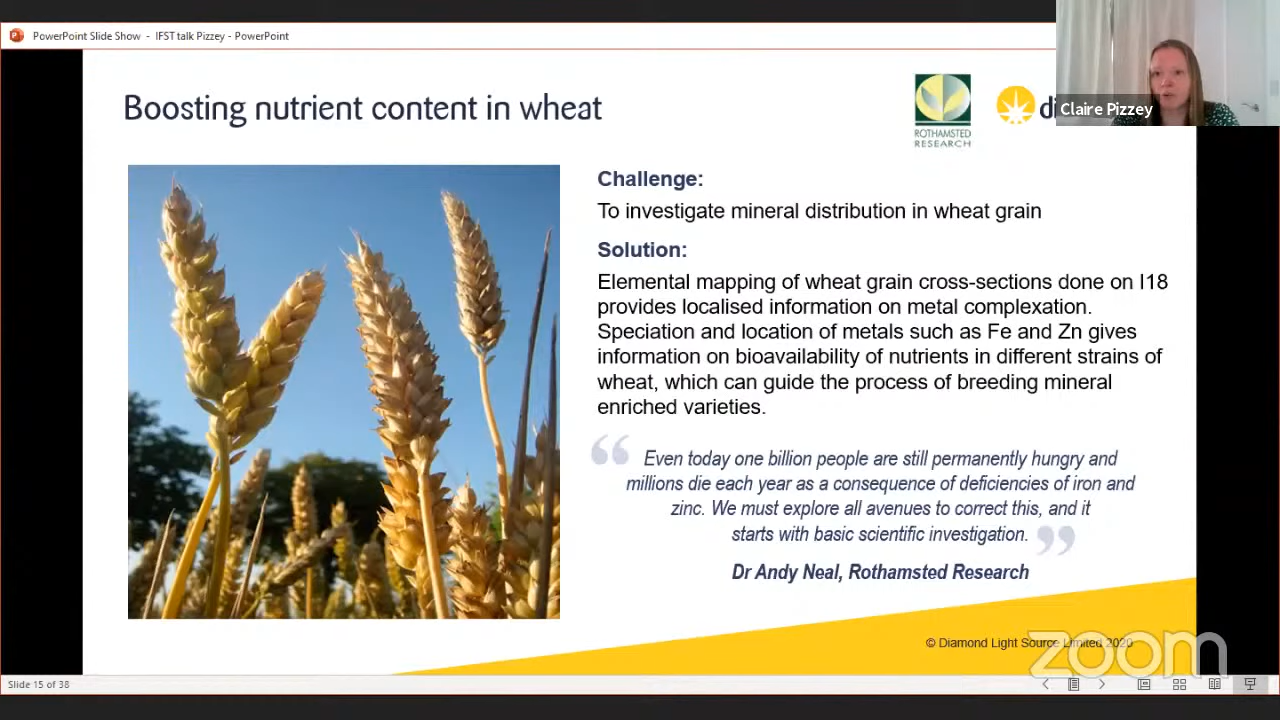 PowerPoint Slide Show - IFST talk Pizzey - PowerPoint
Claire Pizzey
Boosting nutrient content in wheat
ROTHAMSTED
RESEARCH
di
Challenge:
To investigate mineral distribution in wheat grain
Solution:
Elemental mapping of wheat grain cross-sections done on I18
provides localised information on metal complexation.
Speciation and location of metals such as Fe and Zn gives
information on bioavailability of nutrients in different strains of
wheat, which can guide the process of breeding mineral
enriched varieties.
“ Even today one billion people are still permanently hungry and
millions die each year as a consequence of deficiencies of iron and
zinc. We must explore all avenues to correct this, and it
starts with basic scientific investigation. ”
Dr Andy Neal, Rothamsted Research
© Diamond Light Source Limited 2020
zoom
Slide 15 of 38